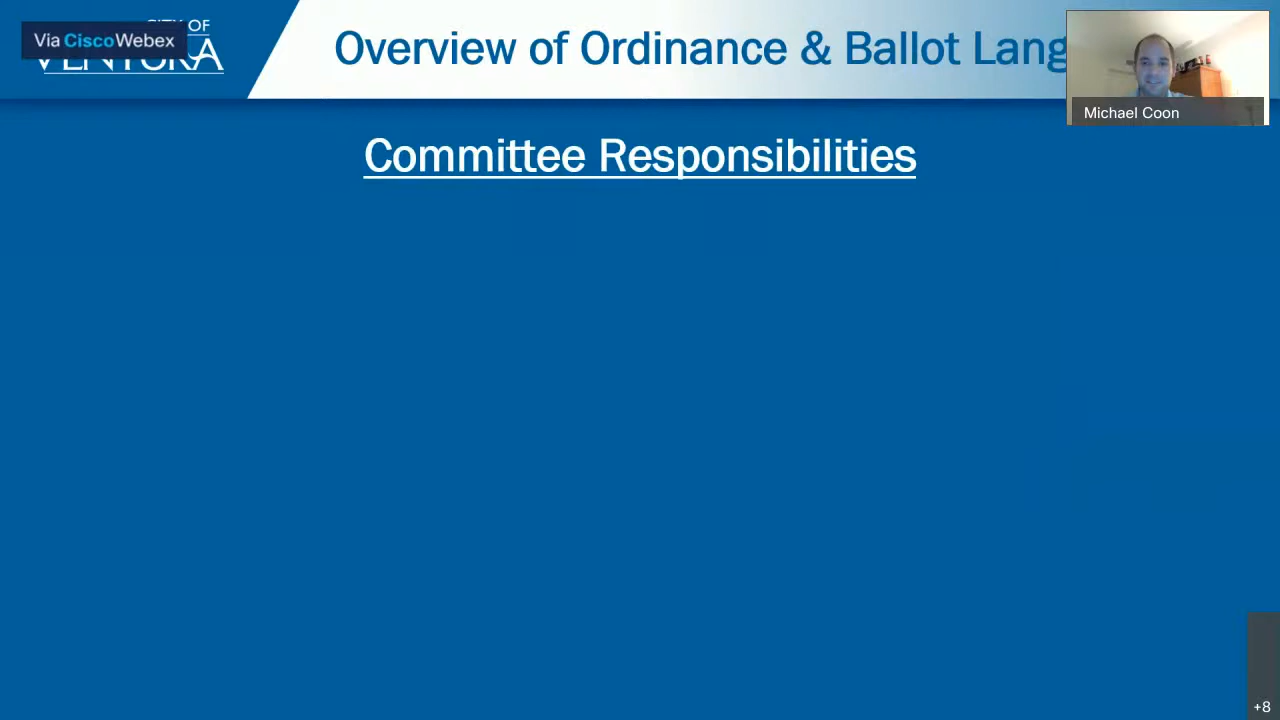 CITY OF
Via Cisco Webex
VENTURA
Overview of Ordinance & Ballot Lang
Michael Coon
Committee Responsibilities
+8